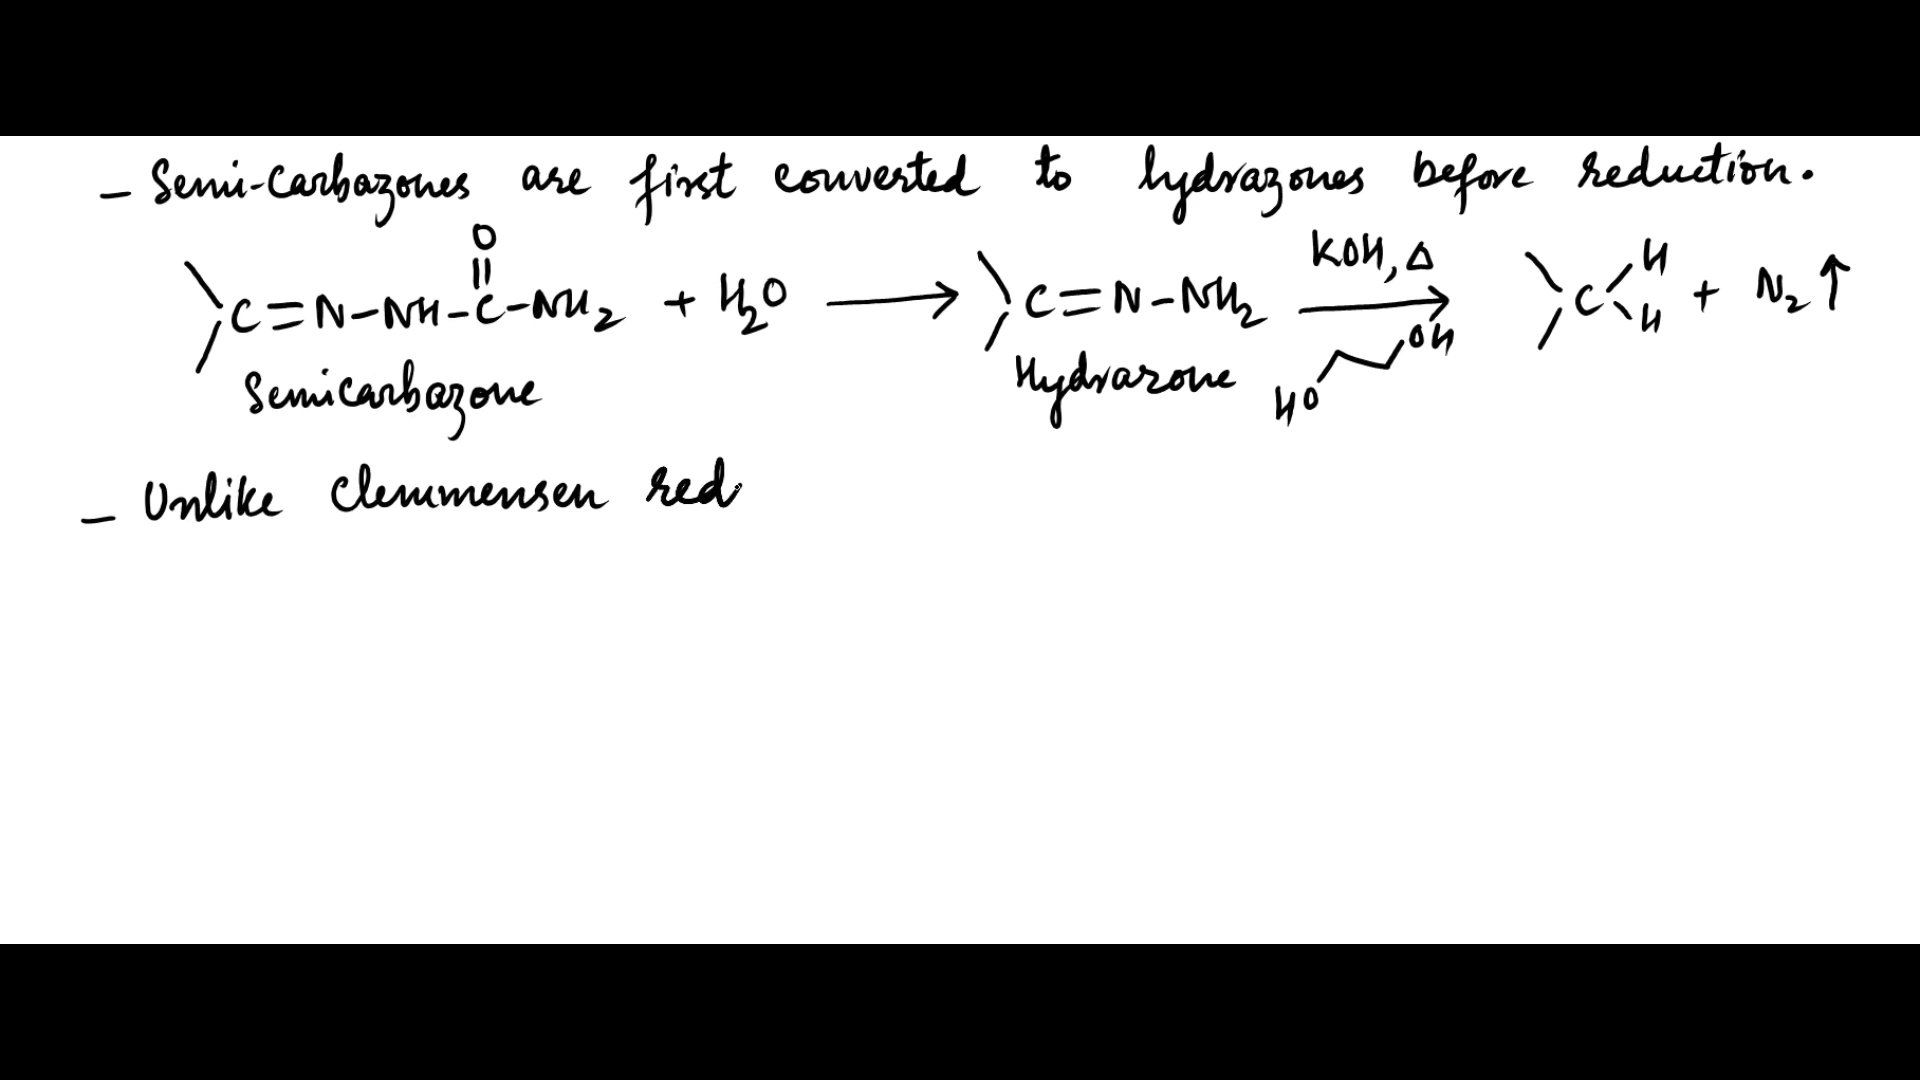 - Semi-Carbazones are first converted to hydrazones before reduction.
C=N-NH-C-NH2 + H2O → C=N-NH2 KOH, Δ C H H + N2↑
O
HO OH
Semicarbazone Hydrazone
- Unlike Clemmensen red